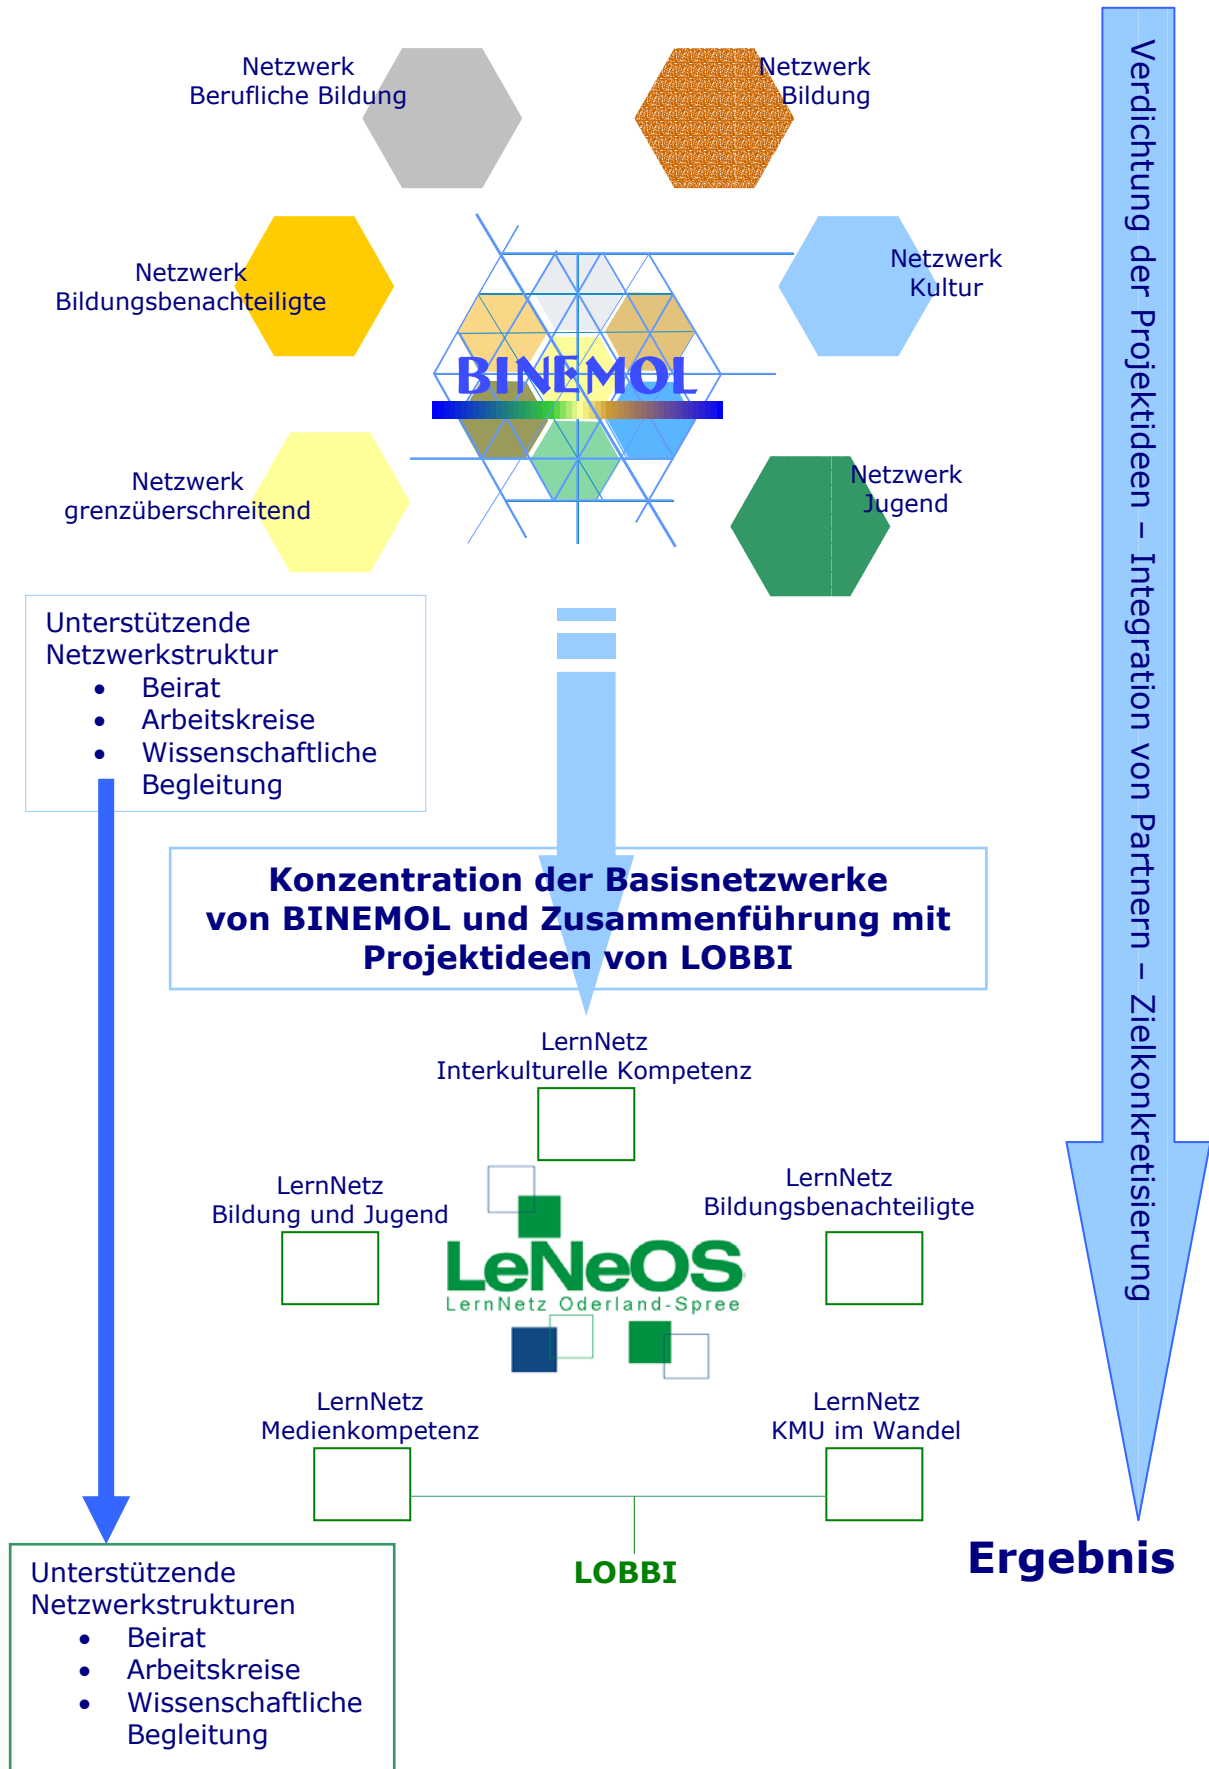 Netzwerk
Berufliche Bildung
Netzwerk
Bildung
Netzwerk
Bildungsbenachteiligte
Netzwerk
Kultur
BINEMOL
Netzwerk
grenzüberschreitend
Netzwerk
Jugend
Verdichtung der Projektideen – Integration von Partnern – Zielkonkretisierung
Unterstützende
Netzwerkstruktur
• Beirat
• Arbeitskreise
• Wissenschaftliche
Begleitung
Konzentration der Basisnetzwerke
von BINEMOL und Zusammenführung mit
Projektideen von LOBBI
LernNetz
Interkulturelle Kompetenz
LernNetz
Bildung und Jugend
LernNetz
Bildungsbenachteiligte
LeNeOS
LernNetz Oderland-Spree
LernNetz
Medienkompetenz
LernNetz
KMU im Wandel
LOBBI
Ergebnis
Unterstützende
Netzwerkstrukturen
• Beirat
• Arbeitskreise
• Wissenschaftliche
Begleitung